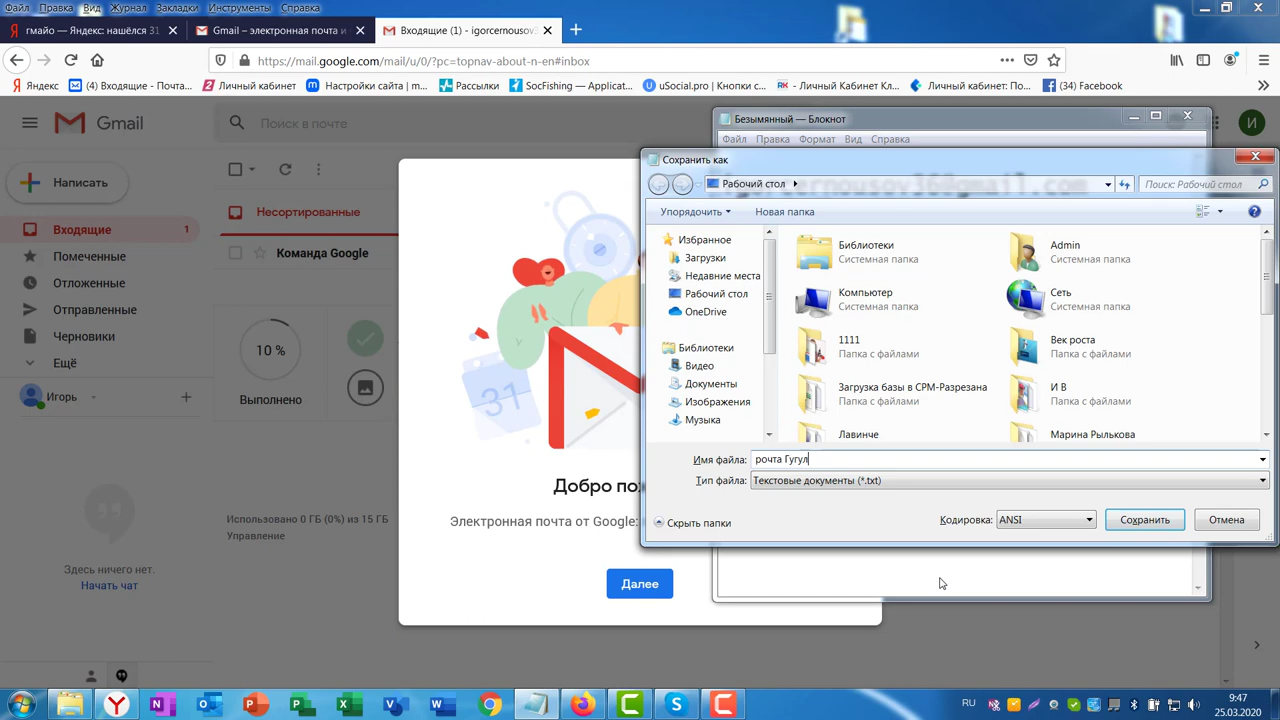 Файл Правка Вид Журнал Закладки Инструменты Справка
гмайо — Яндекс: нашёлся 31
Gmail – электронная почта и
Входящие (1) - igorcernousov3
https://mail.google.com/mail/u/0/?pc=topnav-about-n-en#inbox
Яндекс
(4) Входящие - Почта...
Личный кабинет
Настройки сайта | m...
Рассылки
SocFishing — Applicat...
uSocial.pro | Кнопки с...
- Личный Кабинет Кл...
Личный кабинет: По...
(34) Facebook
Gmail
Поиск в почте
И
Написать
Входящие 1
Помеченные
Отложенные
Отправленные
Черновики
Ещё
Игорь
Здесь ничего нет.
Начать чат
Несортированные
Команда Google
10 %
Выполнено
Использовано 0 ГБ (0%) из 15 ГБ
Управление
31
Добро по
Электронная почта от Google:
Далее
Безымянный — Блокнот
Файл Правка Формат Вид Справка
Сохранить как
Рабочий стол
Поиск: Рабочий стол
Упорядочить
Новая папка
Избранное
Загрузки
Недавние места
Рабочий стол
OneDrive
Библиотеки
Видео
Документы
Изображения
Музыка
Библиотеки
Системная папка
Admin
Системная папка
Компьютер
Системная папка
Сеть
Системная папка
1111
Папка с файлами
Век роста
Папка с файлами
Загрузка базы в СРМ-Разрезана
Папка с файлами
И В
Папка с файлами
Лавинче
Марина Рылькова
Имя файла: рочта Гугул
Тип файла: Текстовые документы (*.txt)
Скрыть папки
Кодировка: ANSI
Сохранить
Отмена
RU
9:47
25.03.2020